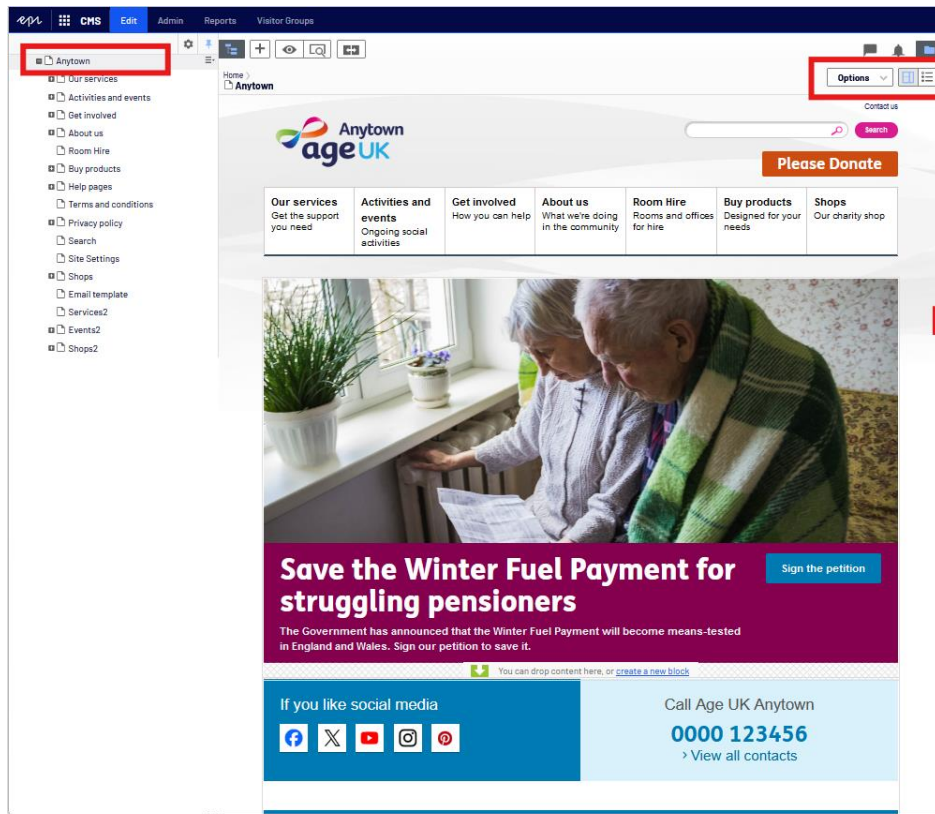 epi CMS Edit Admin Reports Visitor Groups
Anytown
Our services
Activities and events
Get involved
About us
Room Hire
Buy products
Help pages
Terms and conditions
Privacy policy
Search
Site Settings
Shops
Email template
Services2
Events2
Shops2
Home
Anytown
Options
Contact us
Anytown
age UK
Search
Please Donate
Our services
Get the support
you need
Activities and
events
Ongoing social
activities
Get involved
How you can help
About us
What we're doing
in the community
Room Hire
Rooms and offices
for hire
Buy products
Designed for your
needs
Shops
Our charity shop
Save the Winter Fuel Payment for
struggling pensioners
Sign the petition
The Government has announced that the Winter Fuel Payment will become means-tested
in England and Wales. Sign our petition to save it.
You can drop content here, or create a new block
If you like social media
Call Age UK Anytown
0000 123456
› View all contacts